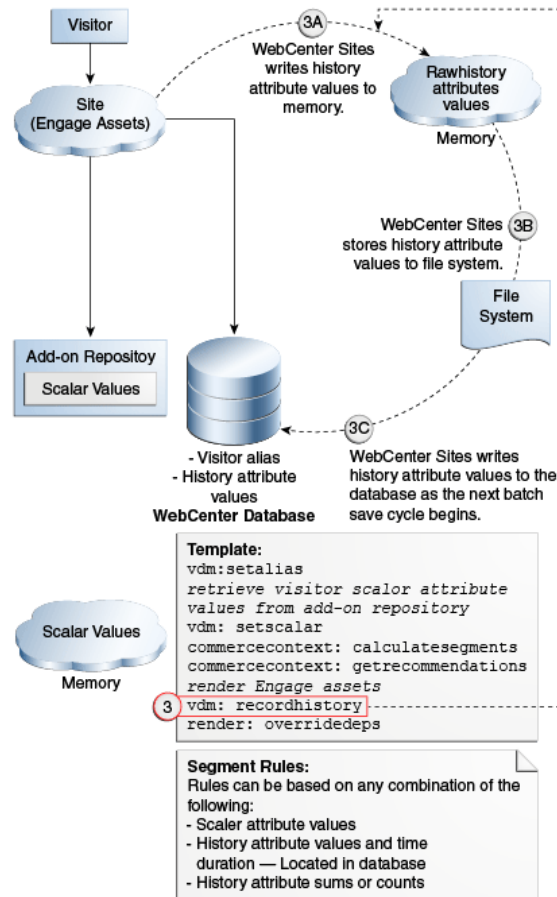 Visitor
3A
WebCenter Sites
writes history
attribute values to
memory.
Site
(Engage Assets)
Rawhistory
attributes
values
Memory
WebCenter Sites
stores history attribute
values to file system.
3B
File
System
Add-on Repositoy
Scalar Values
3C
- Visitor alias
- History attribute
values
WebCenter Database
WebCenter Sites writes
history attribute values to the
database as the next batch
save cycle begins.
Scalar Values
Memory
Template:
vdm:setalias
retrieve visitor scalor attribute
values from add-on repository
vdm: setscalar
commercecontext: calculatesegments
commercecontext: getrecommendations
render Engage assets
3
vdm: recordhistory
render: overridedeps
Segment Rules:
Rules can be based on any combination of the
following:
- Scaler attribute values
- History attribute values and time
duration — Located in database
- History attribute sums or counts